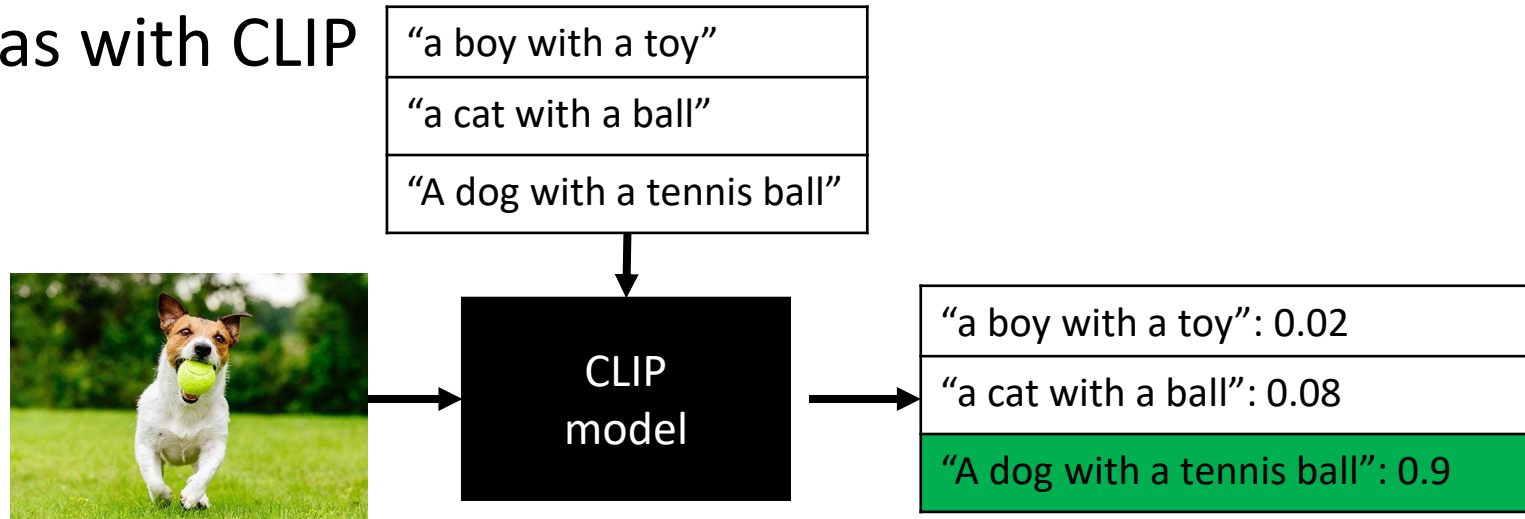 as with CLIP
“a boy with a toy”
“a cat with a ball”
“A dog with a tennis ball”
CLIP
model
“a boy with a toy”: 0.02
“a cat with a ball”: 0.08
“A dog with a tennis ball”: 0.9